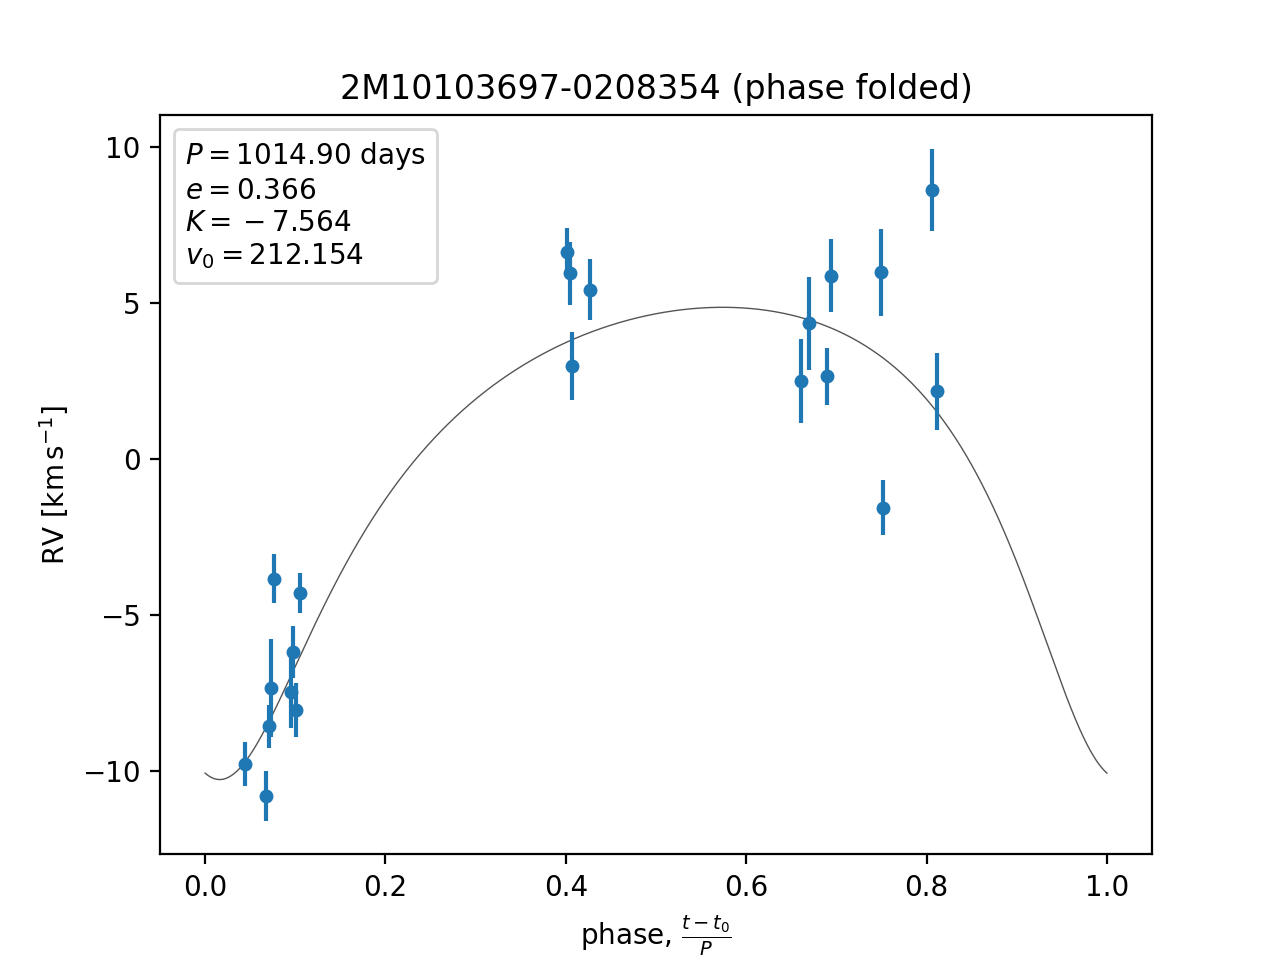 2M10103697-0208354 (phase folded)
P = 1014.90 days
e = 0.366
K = −7.564
v₀ = 212.154
RV [km s⁻¹]
10
5
0
−5
−10
0.0 0.2 0.4 0.6 0.8 1.0
phase, (t − t₀)/P